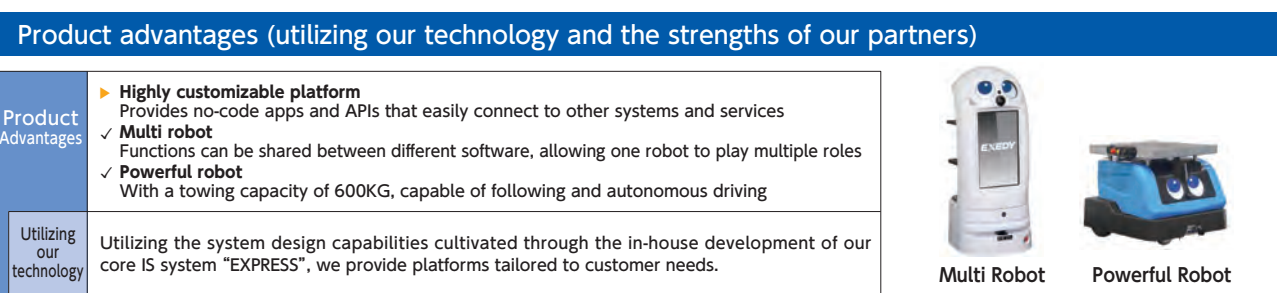 Product advantages (utilizing our technology and the strengths of our partners)
Product
Advantages
▶ Highly customizable platform
Provides no-code apps and APIs that easily connect to other systems and services
✓ Multi robot
Functions can be shared between different software, allowing one robot to play multiple roles
✓ Powerful robot
With a towing capacity of 600KG, capable of following and autonomous driving
Utilizing
our
technology
Utilizing the system design capabilities cultivated through the in-house development of our
core IS system “EXPRESS”, we provide platforms tailored to customer needs.
EXEDY
Multi Robot
Powerful Robot